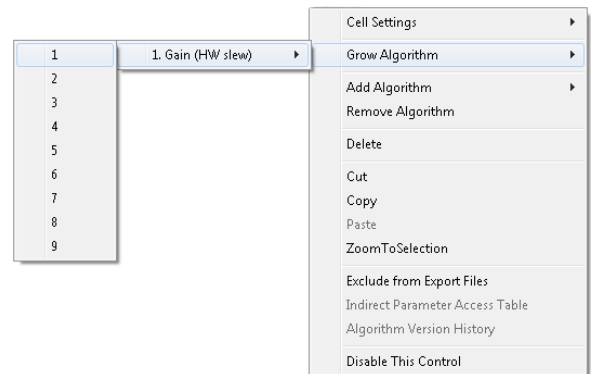 Cell Settings
Grow Algorithm
1. Gain (HW slew)
1
2
3
4
5
6
7
8
9
Add Algorithm
Remove Algorithm
Delete
Cut
Copy
Paste
ZoomToSelection
Exclude from Export Files
Indirect Parameter Access Table
Algorithm Version History
Disable This Control